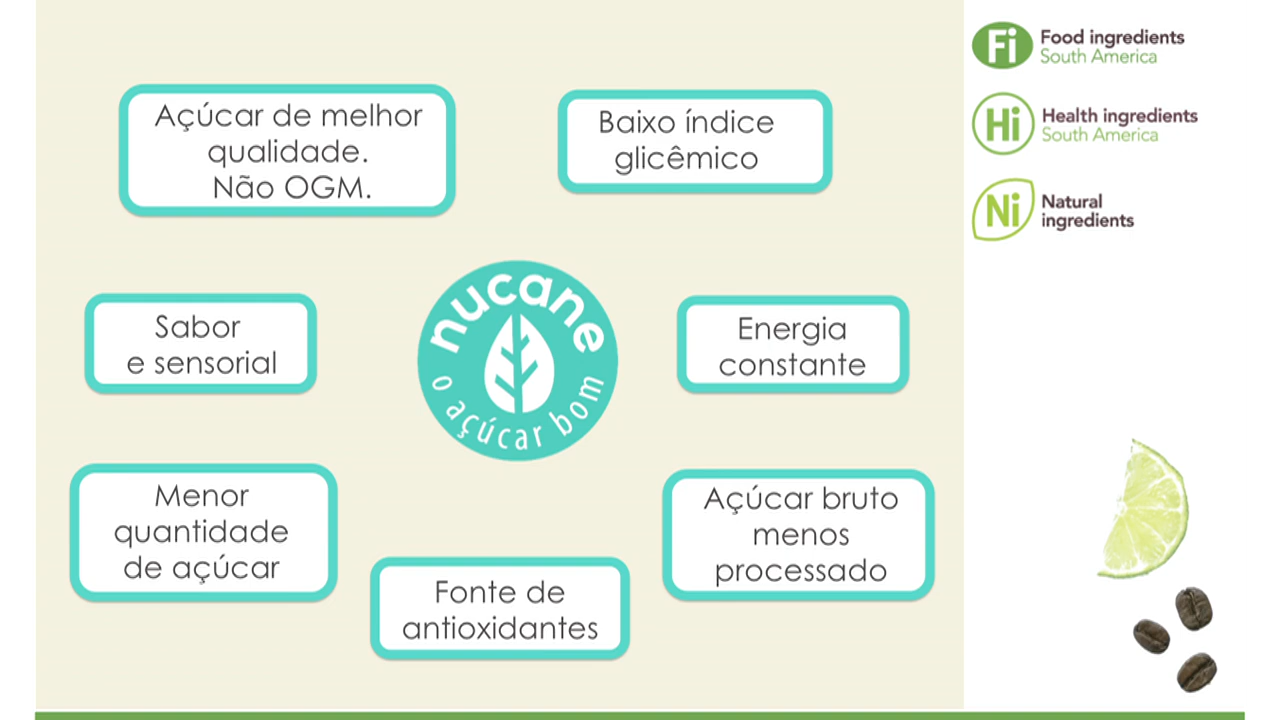 Açúcar de melhor
qualidade.
Não OGM.
Baixo índice
glicêmico
Sabor
e sensorial
nucane
o açúcar bom
Energia
constante
Menor
quantidade
de açúcar
Fonte de
antioxidantes
Açúcar bruto
menos
processado
Fi
Food ingredients
South America
Hi
Health ingredients
South America
Ni
Natural
ingredients